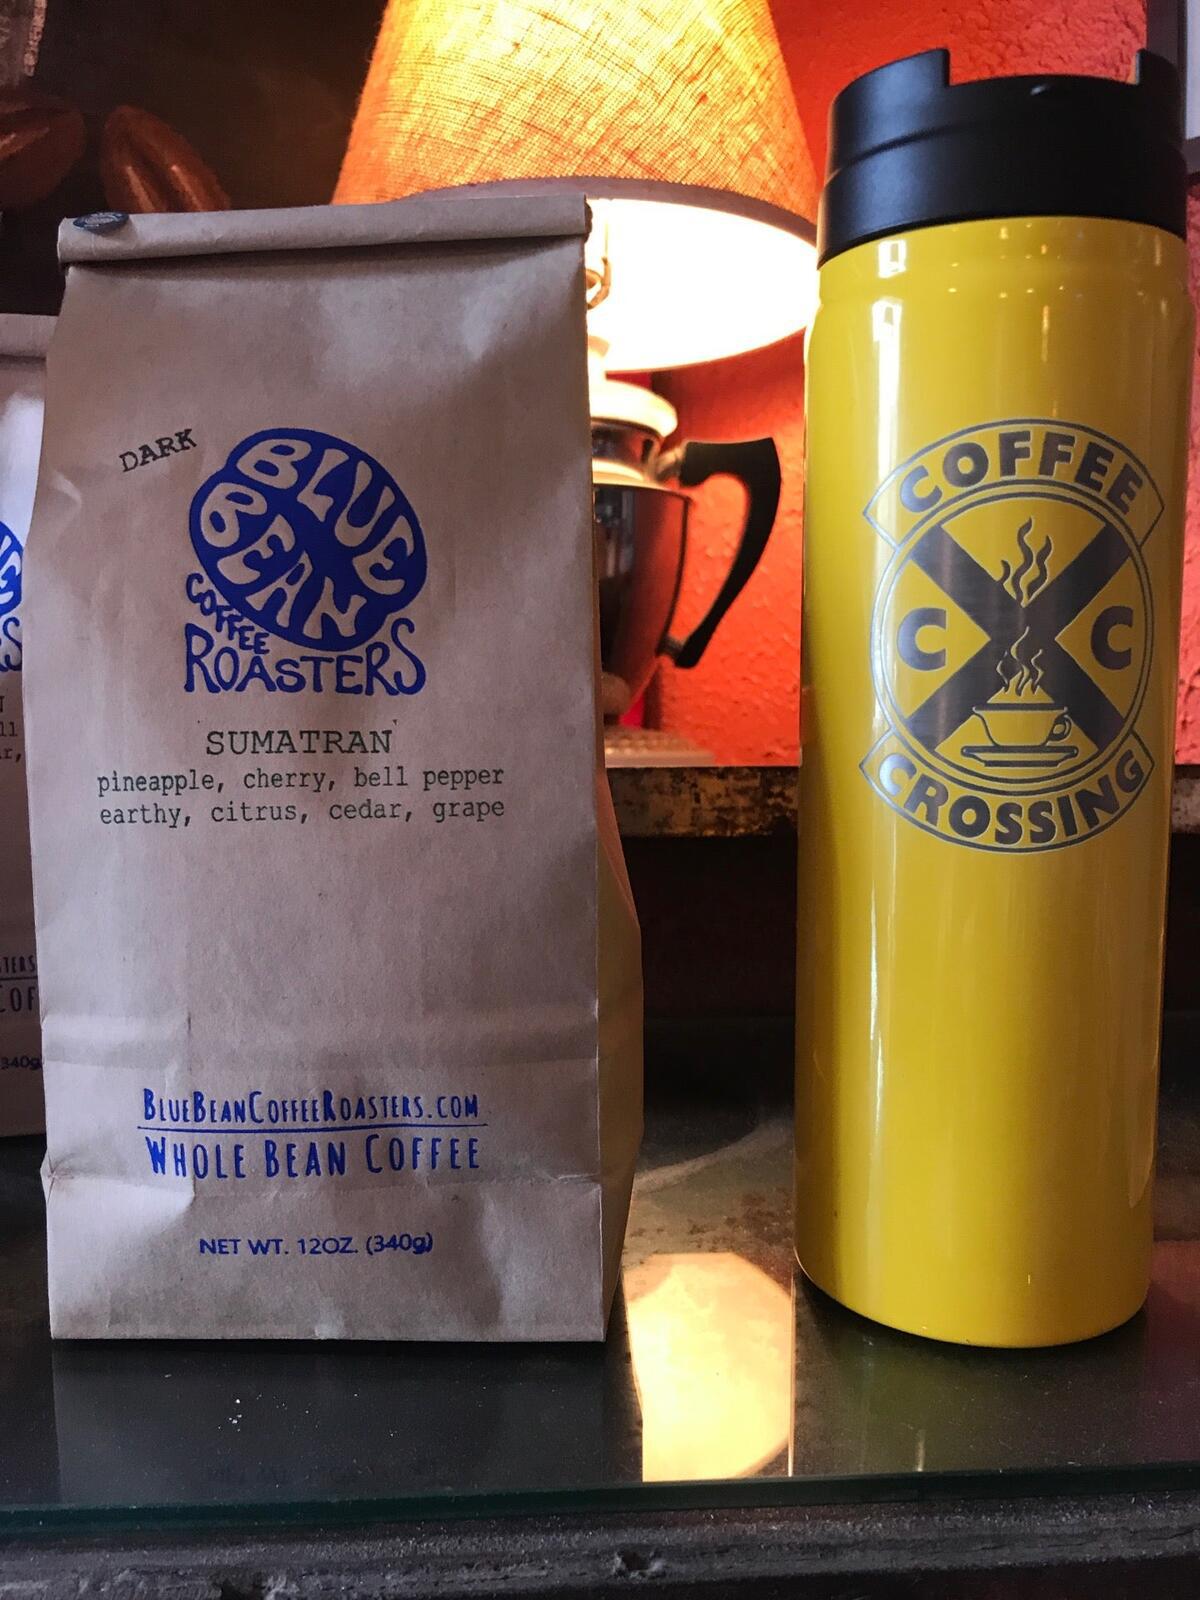 DARK
BLUE
BEAN
COFFEE
ROASTERS
SUMATRAN
pineapple, cherry, bell pepper
earthy, citrus, cedar, grape
BLUEBEANCOFFEEROASTERS.COM
WHOLE BEAN COFFEE
NET WT. 12OZ. (340g)
COFFEE
C C
CROSSING
340g